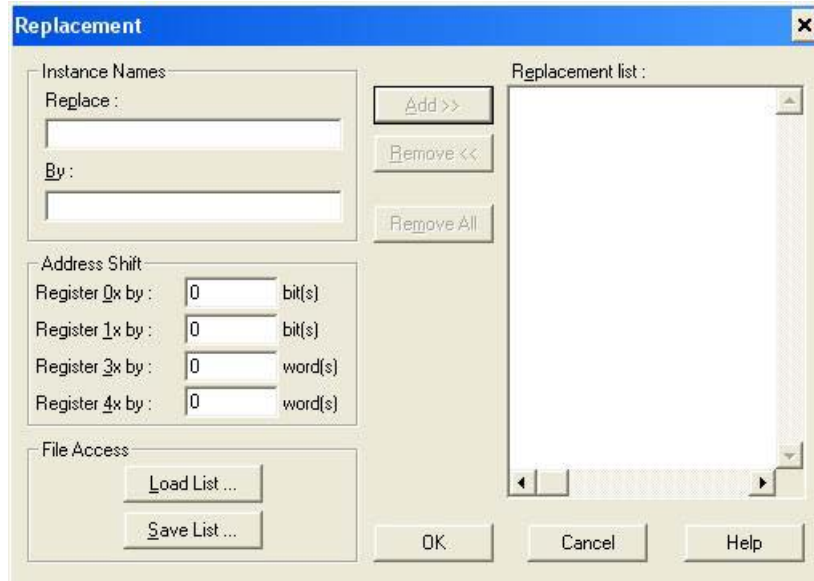 Replacement
Instance Names
Replace :
By :
Address Shift
Register 0x by : 0 bit(s)
Register 1x by : 0 bit(s)
Register 3x by : 0 word(s)
Register 4x by : 0 word(s)
File Access
Load List ...
Save List ...
Add >>
Remove <<
Remove All
Replacement list :
OK
Cancel
Help